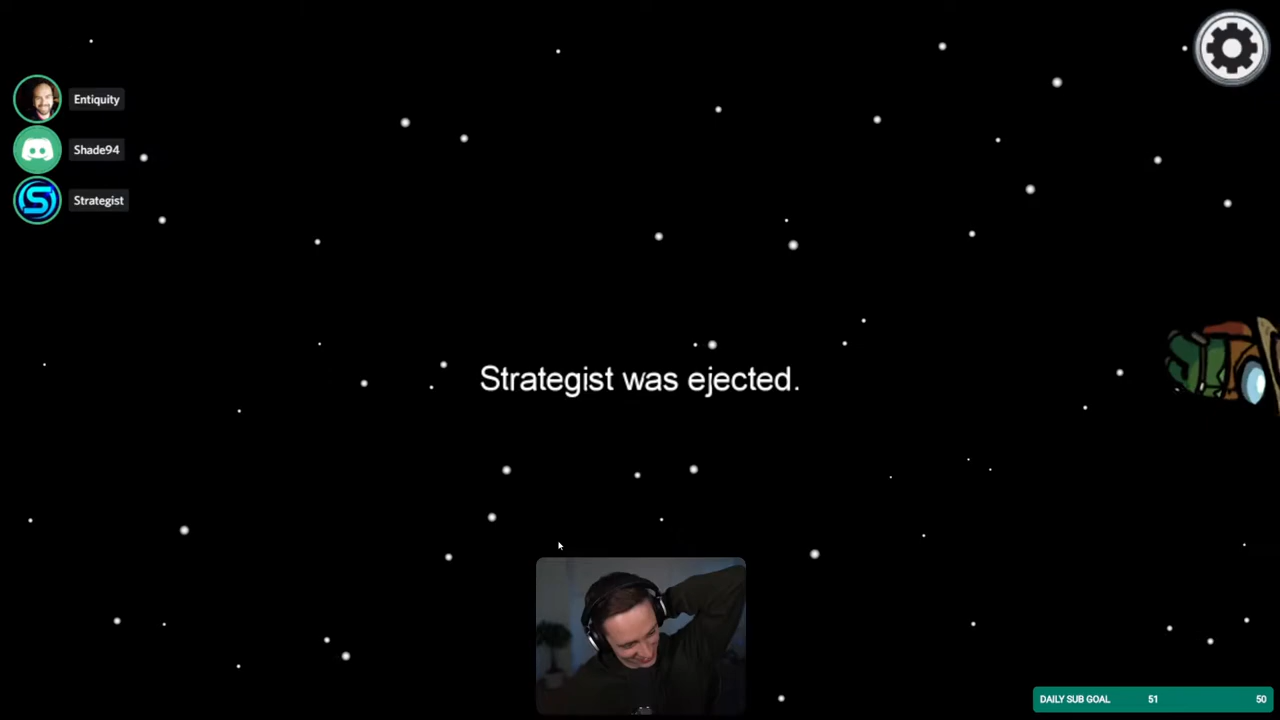 Entiquity
Shade94
Strategist
Strategist was ejected.
DAILY SUB GOAL 51 50